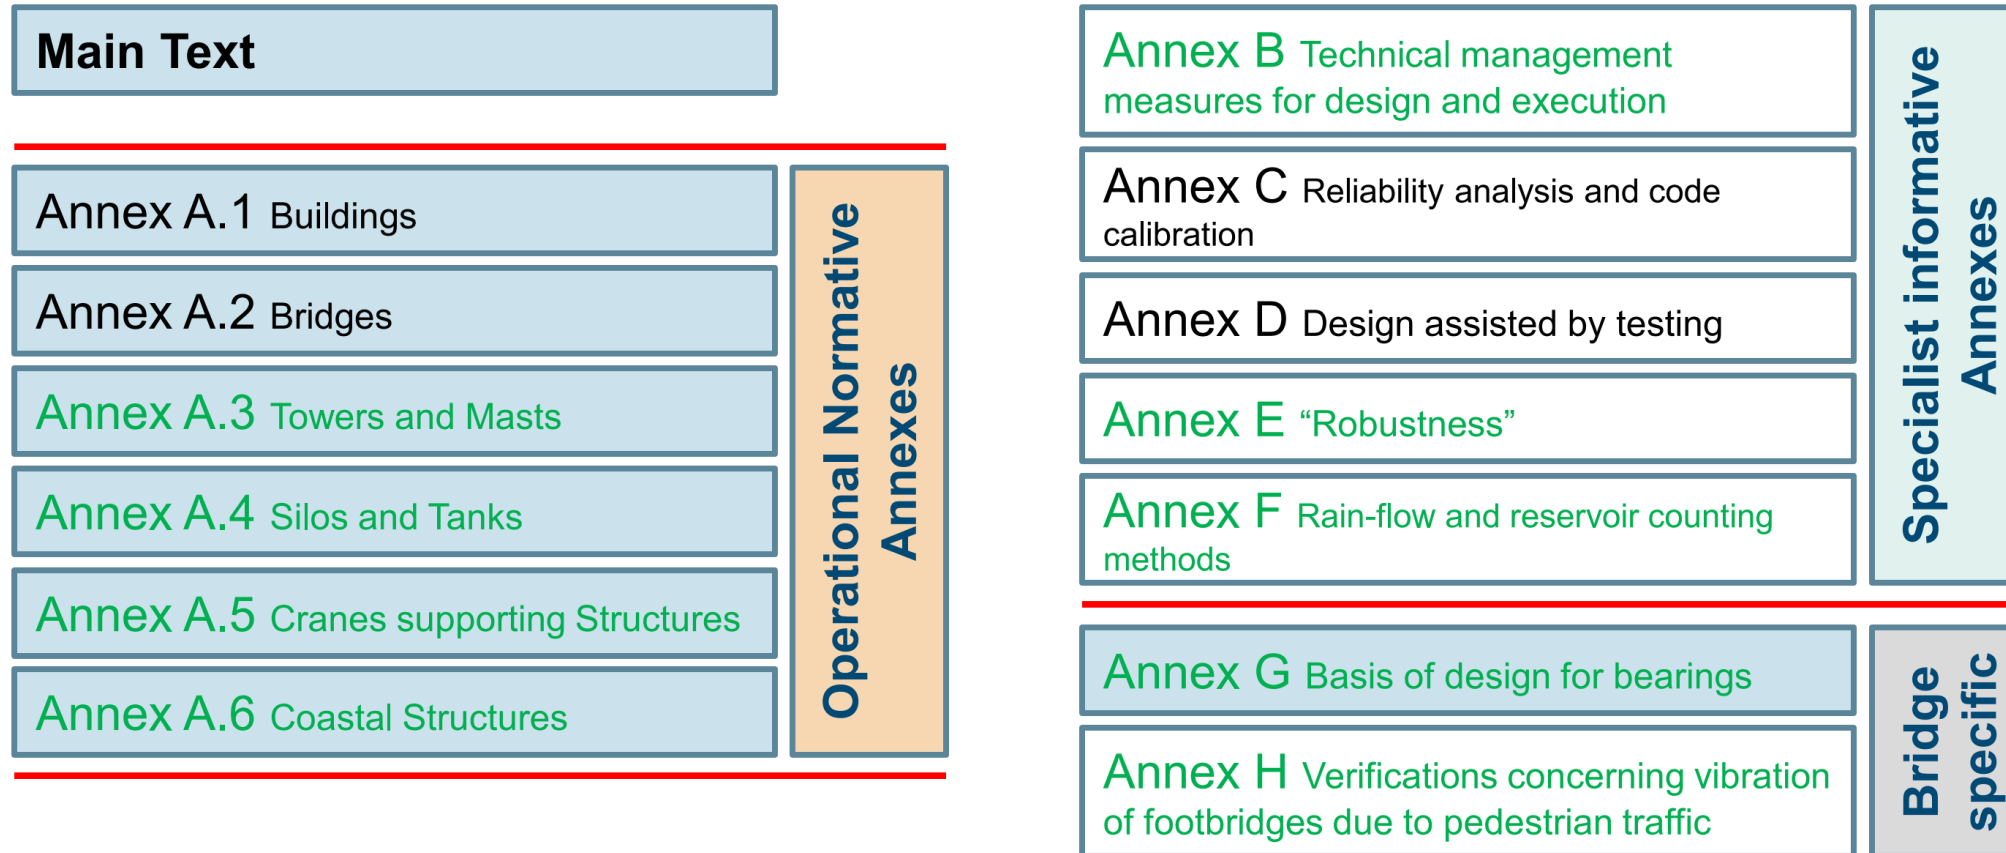 Main Text
Annex A.1 Buildings
Annex A.2 Bridges
Annex A.3 Towers and Masts
Annex A.4 Silos and Tanks
Annex A.5 Cranes supporting Structures
Annex A.6 Coastal Structures
Operational Normative
Annexes
Annex B Technical management
measures for design and execution
Annex C Reliability analysis and code
calibration
Annex D Design assisted by testing
Annex E “Robustness”
Annex F Rain-flow and reservoir counting
methods
Specialist informative
Annexes
Annex G Basis of design for bearings
Annex H Verifications concerning vibration
of footbridges due to pedestrian traffic
Bridge
specific